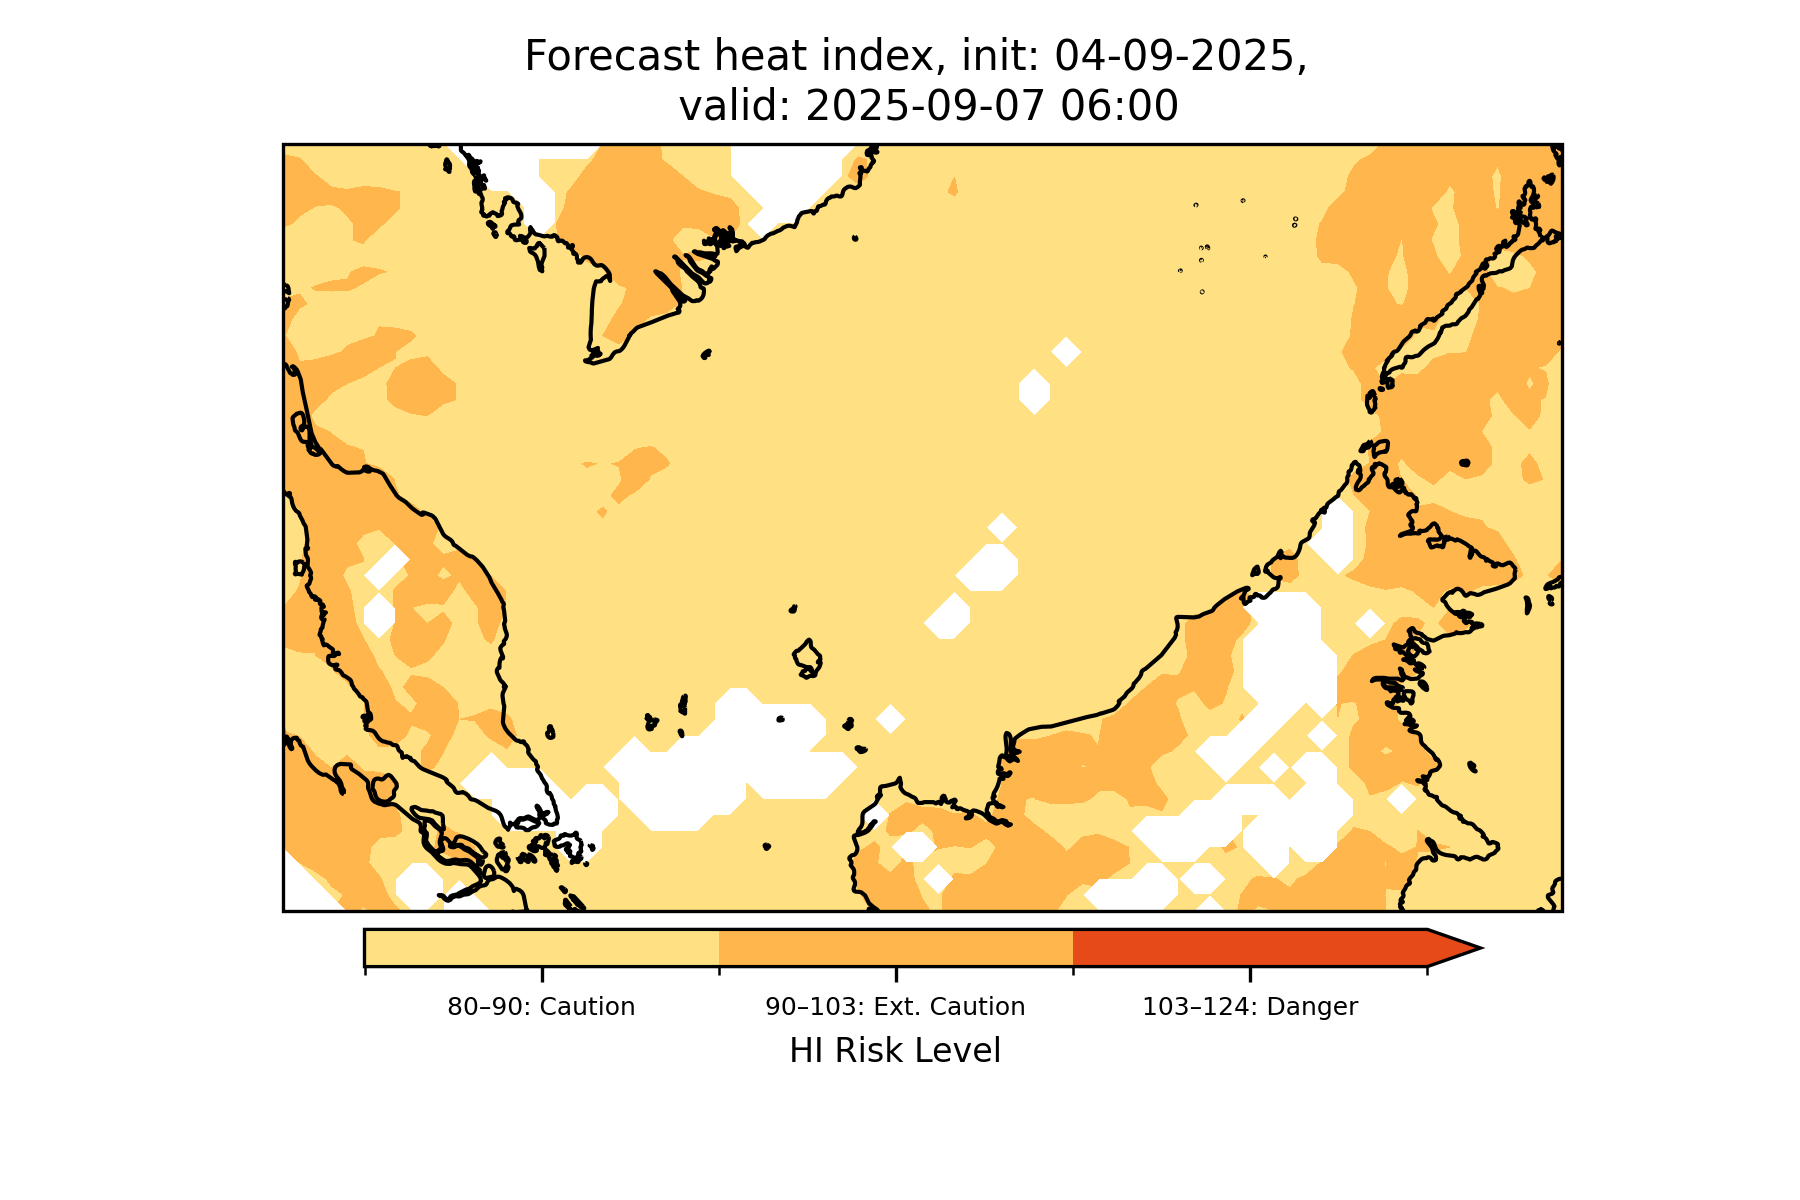 Forecast heat index, init: 04-09-2025,
valid: 2025-09-07 06:00
80–90: Caution
90–103: Ext. Caution
103–124: Danger
HI Risk Level